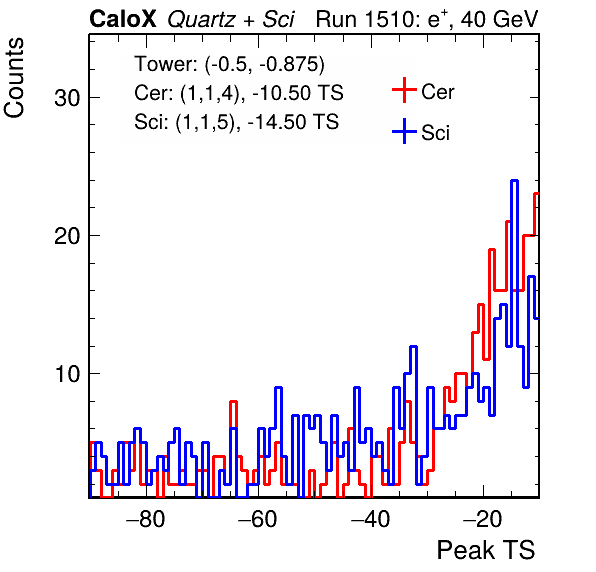 CaloX Quartz + Sci Run 1510: e+, 40 GeV
Counts
Tower: (-0.5, -0.875)
Cer: (1,1,4), -10.50 TS
Sci: (1,1,5), -14.50 TS
Cer
Sci
30
20
10
−80 −60 −40 −20
Peak TS